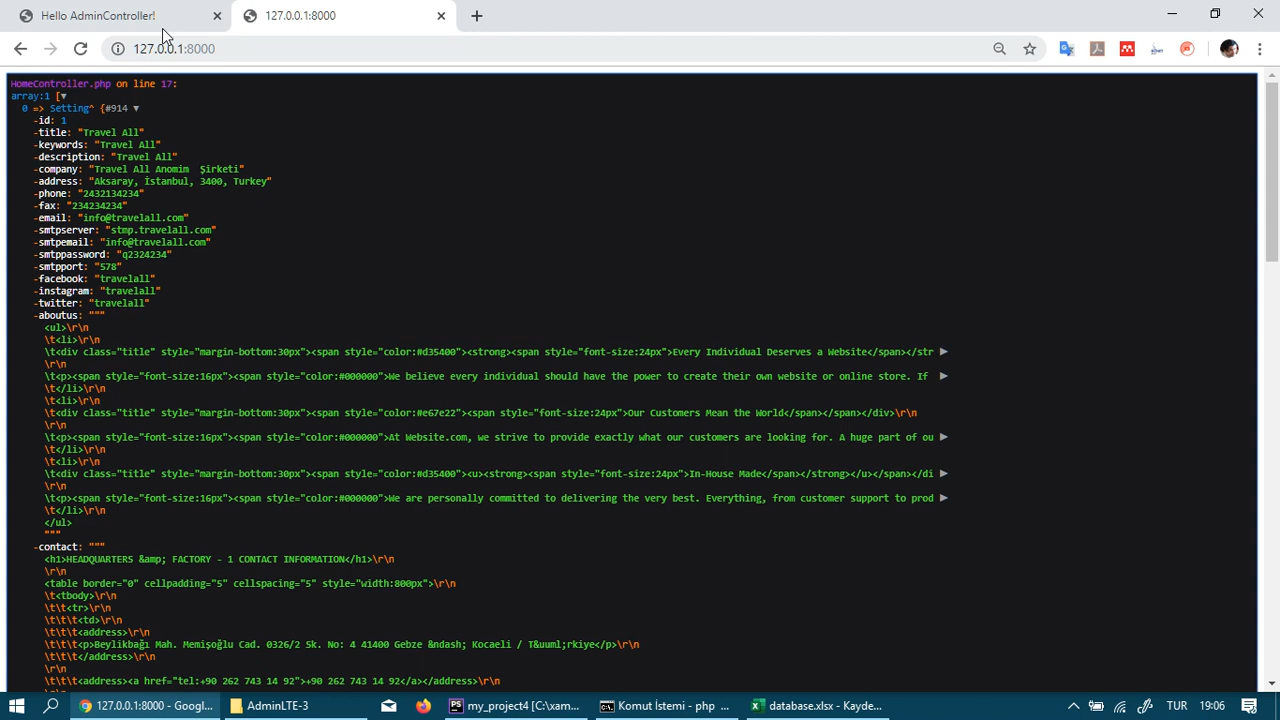 Hello AdminController!
127.0.0.1:8000
127.0.0.1:8000
HomeController.php on line 17:
array:1 [▼
0 => Setting^ {#914 ▼
-id: 1
-title: "Travel All"
-keywords: "Travel All"
-description: "Travel All"
-company: "Travel All Anomim  Şirketi"
-address: "Aksaray, İstanbul, 3400, Turkey"
-phone: "2432134234"
-fax: "234234234"
-email: "info@travelall.com"
-smtpserver: "stmp.travelall.com"
-smtpemail: "info@travelall.com"
-smtppassword: "q2324234"
-smtpport: "578"
-facebook: "travelall"
-instagram: "travelall"
-twitter: "travelall"
-aboutus: """
<ul>\r\n
\t<li>\r\n
\t<div class="title" style="margin-bottom:30px"><span style="color:#d35400"><strong><span style="font-size:24px">Every Individual Deserves a Website</span></str ▶
\r\n
\t<p><span style="font-size:16px"><span style="color:#000000">We believe every individual should have the power to create their own website or online store. If ▶
\t</li>\r\n
\t<li>\r\n
\t<div class="title" style="margin-bottom:30px"><span style="color:#e67e22"><span style="font-size:24px">Our Customers Mean the World</span></span></div>\r\n
\r\n
\t<p><span style="font-size:16px"><span style="color:#000000">At Website.com, we strive to provide exactly what our customers are looking for. A huge part of ou ▶
\t</li>\r\n
\t<li>\r\n
\t<div class="title" style="margin-bottom:30px"><span style="color:#d35400"><u><strong><span style="font-size:24px">In-House Made</span></strong></u></span></di ▶
\r\n
\t<p><span style="font-size:16px"><span style="color:#000000">We are personally committed to delivering the very best. Everything, from customer support to prod ▶
\t</li>\r\n
</ul>
"""
-contact: """
<h1>HEADQUARTERS &amp; FACTORY - 1 CONTACT INFORMATION</h1>\r\n
\r\n
<table border="0" cellpadding="5" cellspacing="5" style="width:800px">\r\n
\t<tbody>\r\n
\t\t<tr>\r\n
\t\t\t<td>\r\n
\t\t\t<address>\r\n
\t\t\t<p>Beylikbağı Mah. Memişoğlu Cad. 0326/2 Sk. No: 4 41400 Gebze &ndash; Kocaeli / T&uuml;rkiye</p>\r\n
\t\t\t</address>\r\n
\r\n
\t\t\t<address><a href="tel:+90 262 743 14 92">+90 262 743 14 92</a></address>\r\n
127.0.0.1:8000 - Googl...
AdminLTE-3
my_project4 [C:\xam...
Komut İstemi - php ...
database.xlsx - Kayde...
TUR
19:06